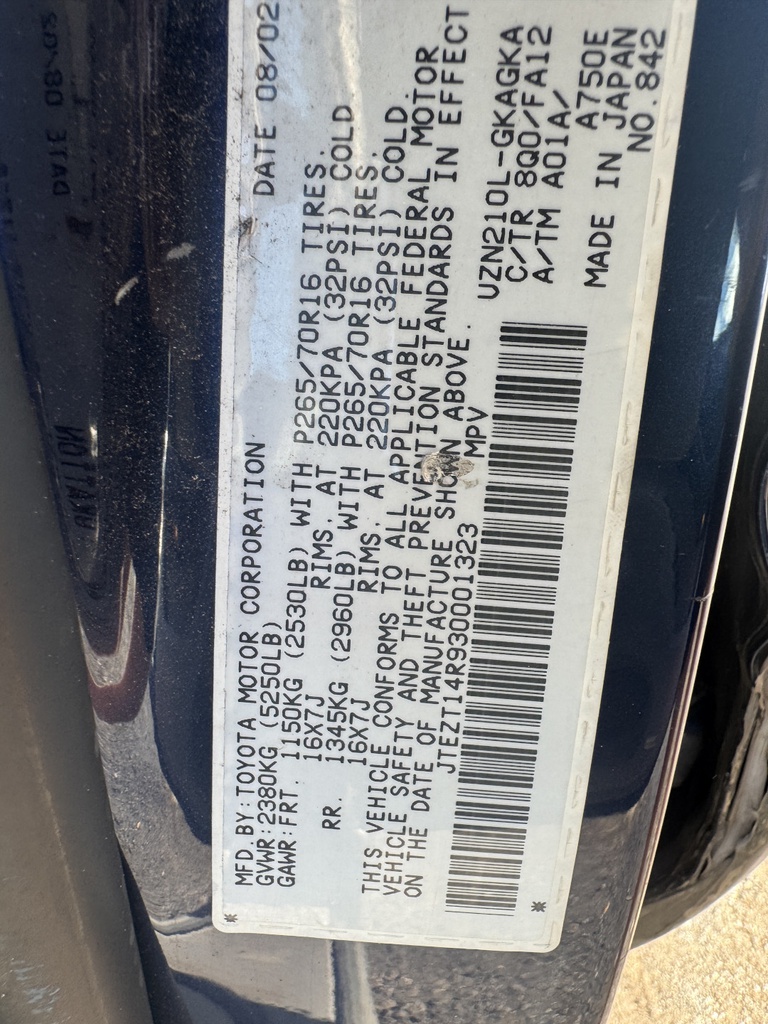 MFD. BY: TOYOTA MOTOR CORPORATION DATE 08/02
GVWR: 2380KG (5250LB)
GAWR: FRT. 1150KG (2530LB) WITH P265/70R16 TIRES.
16X7J RIMS, AT 220KPA (32PSI) COLD
RR. 1345KG (2960LB) WITH P265/70R16 TIRES.
16X7J RIMS, AT 220KPA (32PSI) COLD
THIS VEHICLE CONFORMS TO ALL APPLICABLE FEDERAL MOTOR
VEHICLE SAFETY AND THEFT PREVENTION STANDARDS IN EFFECT
ON THE DATE OF MANUFACTURE SHOWN ABOVE.
JTEZT14R930001323 MPV
UZN210L-GKAGKA
C/TR 8Q0/FA12
A/TM A01A/ A750E
MADE IN JAPAN
NO.842